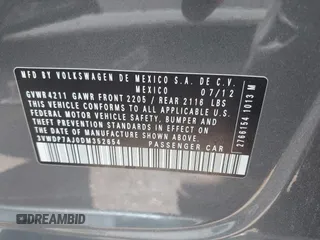 MFD BY VOLKSWAGEN DE MEXICO S.A. DE C.V.
07/12
GVWR4211 GAWR FRONT 2205 / REAR 2116 LBS
THIS VEHICLE CONFORMS TO ALL APPLICABLE U.S.
FEDERAL MOTOR VEHICLE SAFETY, BUMPER, AND
THEFT PREVENTION STANDARDS IN EFFECT ON THE
DATE OF MANUFACTURE SHOWN ABOVE.
3VWDP7AJ0DM352654
PASSENGER CAR
2766154 1013 M
DREAMBID